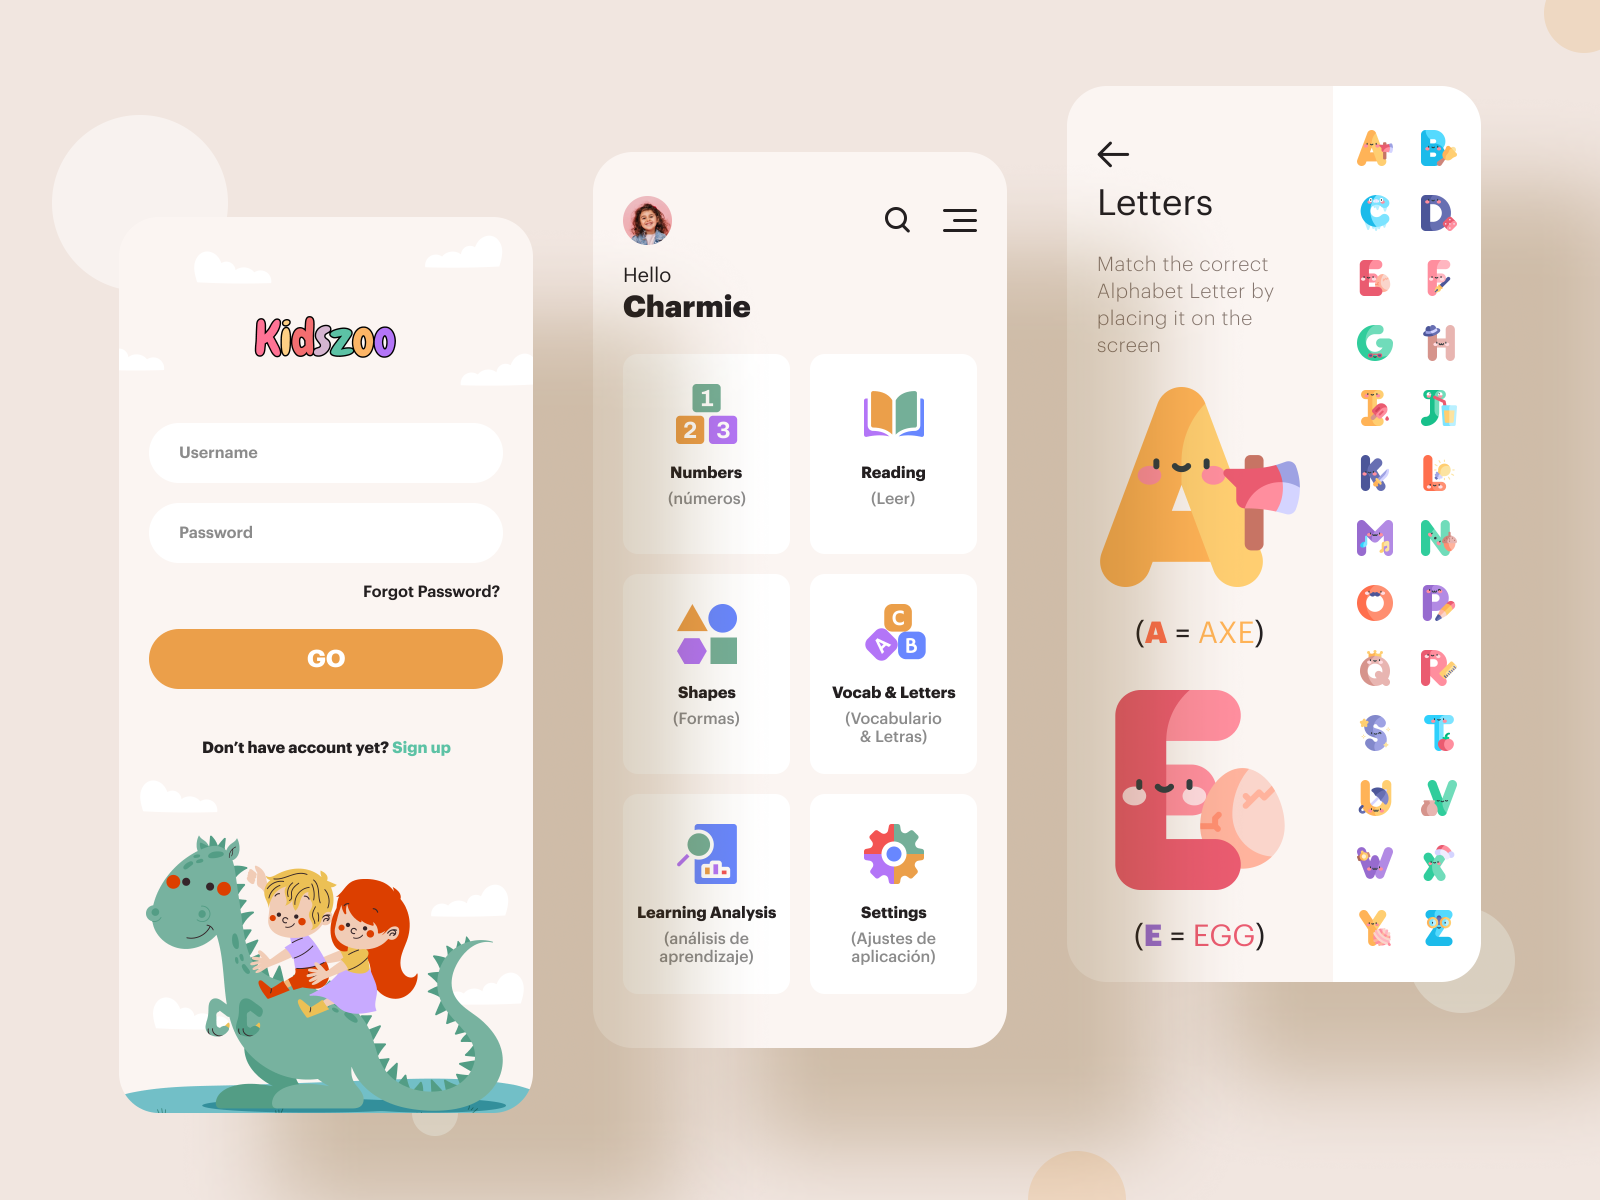 Kidszoo
Username
Password
Forgot Password?
GO
Don't have account yet? Sign up
Hello
Charmie
1
2 3
Numbers
(números)
Reading
(Leer)
Shapes
(Formas)
C
A B
Vocab & Letters
(Vocabulario
& Letras)
Learning Analysis
(análisis de
aprendizaje)
Settings
(Ajustes de
aplicación)
Letters
Match the correct
Alphabet Letter by
placing it on the
screen
A
(A = AXE)
E
(E = EGG)
A B
C D
E F
G H
I J
K L
M N
O P
Q R
S T
U V
W X
Y Z